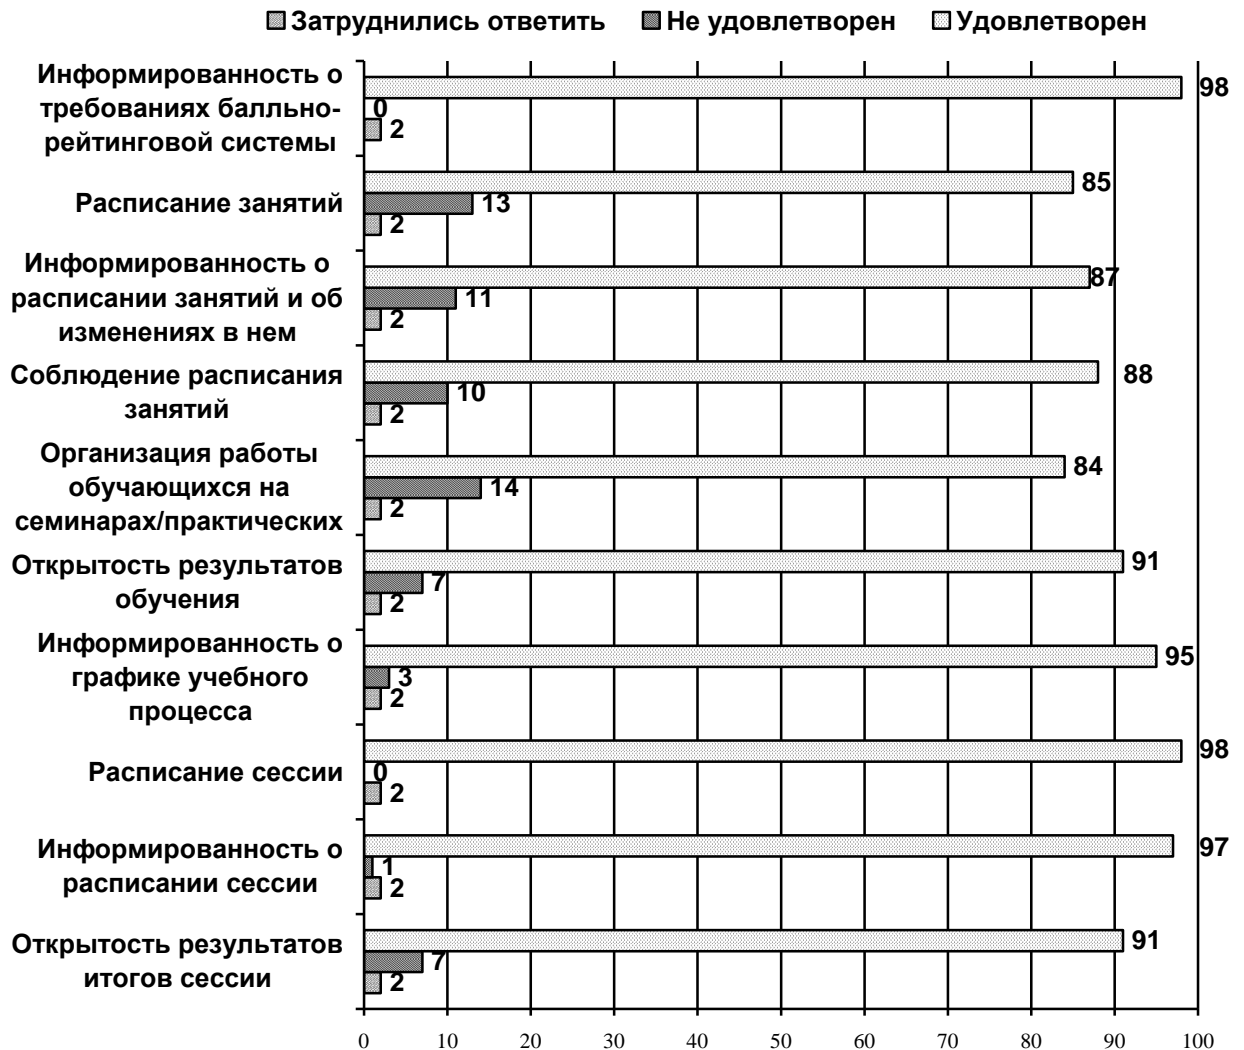 Затруднились ответить Не удовлетворен Удовлетворен
Информированность о
требованиях балльно-
рейтинговой системы
98
0
2
Расписание занятий
85
13
2
Информированность о
расписании занятий и об
изменениях в нем
87
11
2
Соблюдение расписания
занятий
88
10
2
Организация работы
обучающихся на
семинарах/практических
84
14
2
Открытость результатов
обучения
91
7
2
Информированность о
графике учебного
процесса
95
3
2
Расписание сессии
98
0
2
Информированность о
расписании сессии
97
1
2
Открытость результатов
итогов сессии
91
7
2
0 10 20 30 40 50 60 70 80 90 100